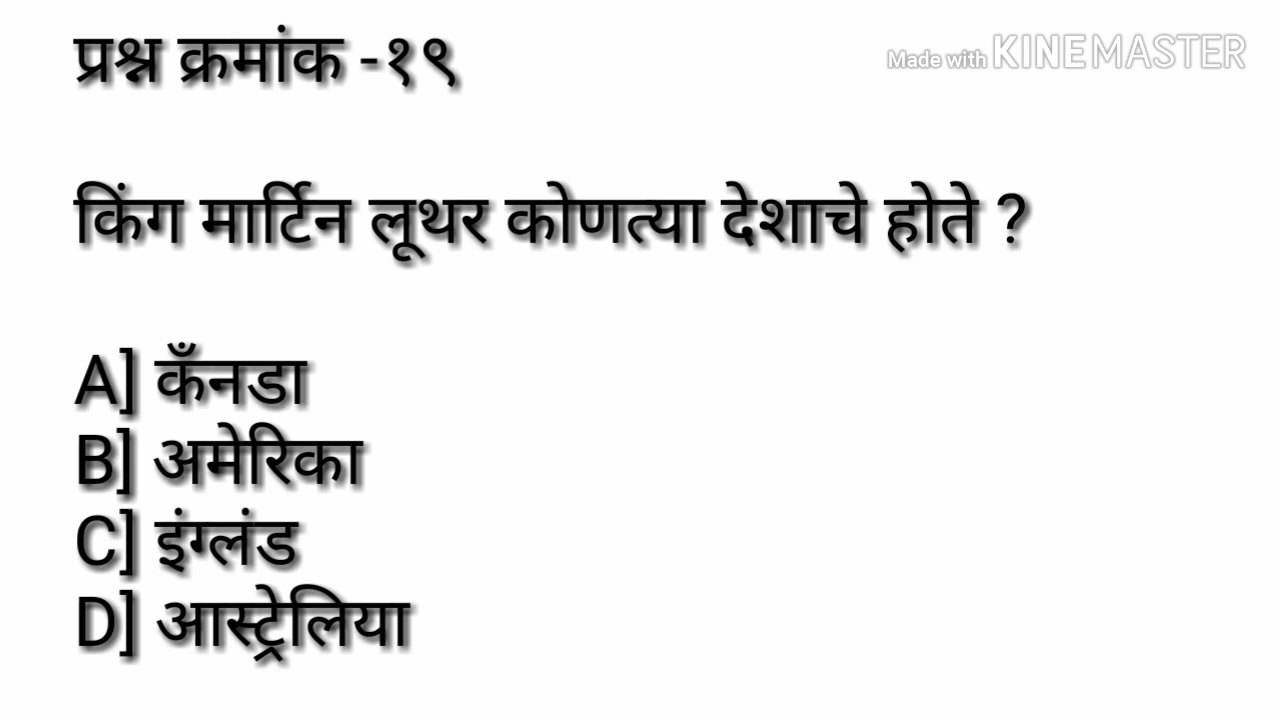 प्रश्न क्रमांक -१९
Made with KINEMASTER
किंग मार्टिन लूथर कोणत्या देशाचे होते ?
A] कँनडा
B] अमेरिका
C] इंग्लंड
D] आस्ट्रेलिया